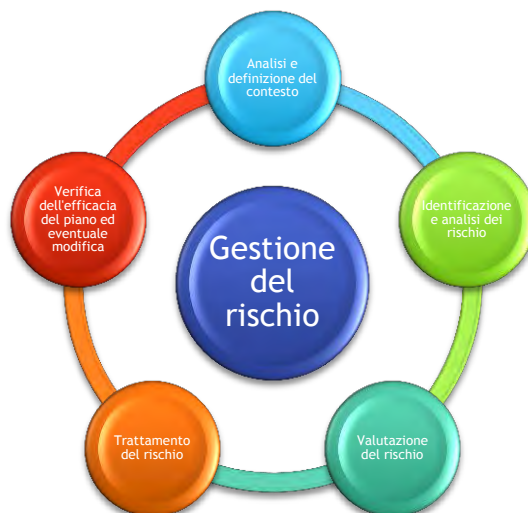 Analisi e
definizione del
contesto
Identificazione
e analisi dei
rischio
Valutazione
del rischio
Trattamento
del rischio
Verifica
dell'efficacia
del piano ed
eventuale
modifica
Gestione
del
rischio